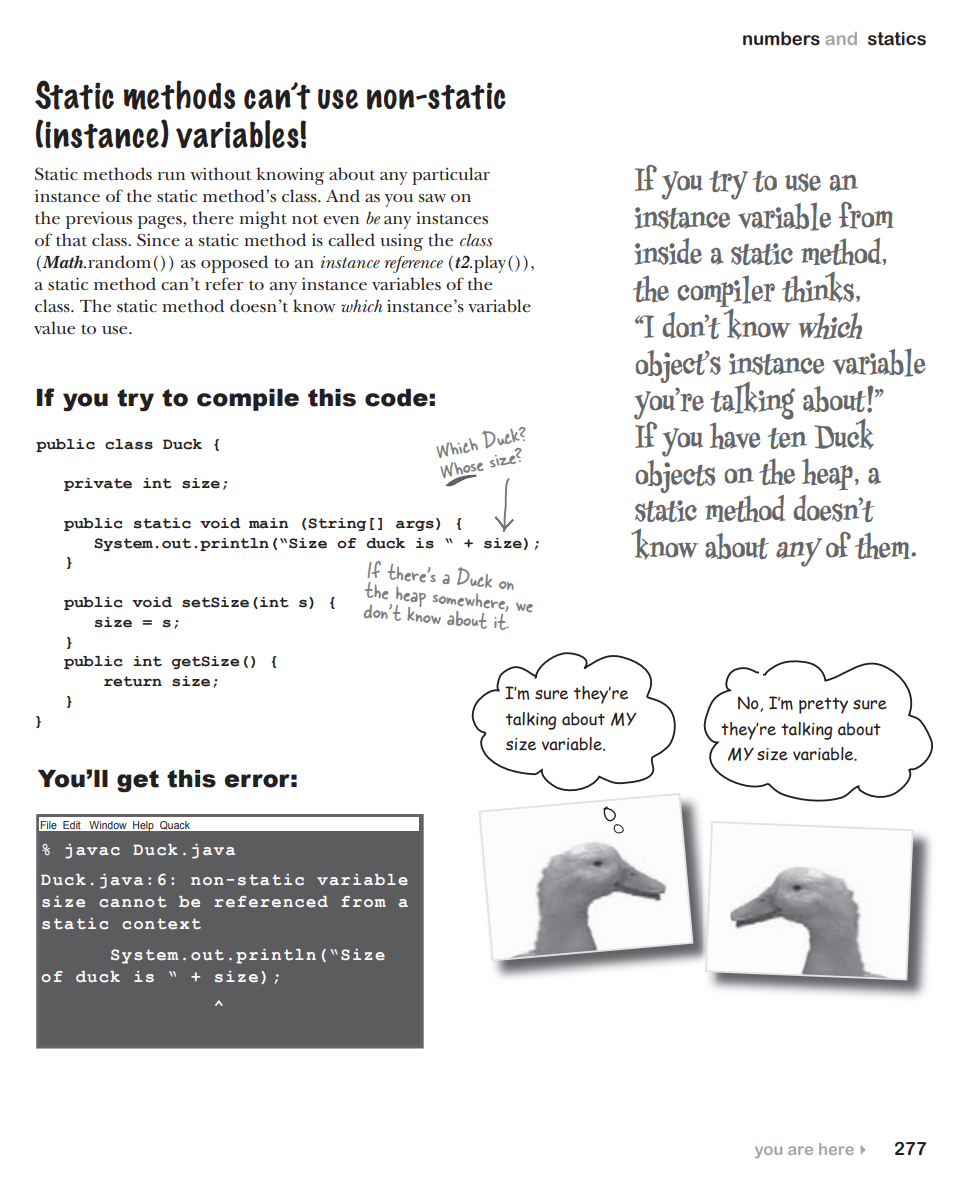 numbers and statics
Static methods can't use non-static
(instance) variables!
Static methods run without knowing about any particular
instance of the static method's class. And as you saw on
the previous pages, there might not even be any instances
of that class. Since a static method is called using the class
(Math.random()) as opposed to an instance reference (t2.play()),
a static method can't refer to any instance variables of the
class. The static method doesn't know which instance's variable
value to use.
If you try to use an
instance variable from
inside a static method,
the compiler thinks,
“I don't know which
object's instance variable
you're talking about!”
If you have ten Duck
objects on the heap, a
static method doesn't
know about any of them.
If you try to compile this code:
public class Duck {
private int size;
public static void main (String[] args) {
System.out.println(“Size of duck is “ + size);
}
public void setSize(int s) {
size = s;
}
public int getSize() {
return size;
}
}
Which Duck?
Whose size?
If there's a Duck on
the heap somewhere, we
don't know about it.
I'm sure they're
talking about MY
size variable.
No, I'm pretty sure
they're talking about
MY size variable.
You'll get this error:
File Edit Window Help Quack
% javac Duck.java
Duck.java:6: non-static variable
size cannot be referenced from a
static context
System.out.println(“Size
of duck is “ + size);
^
you are here 277